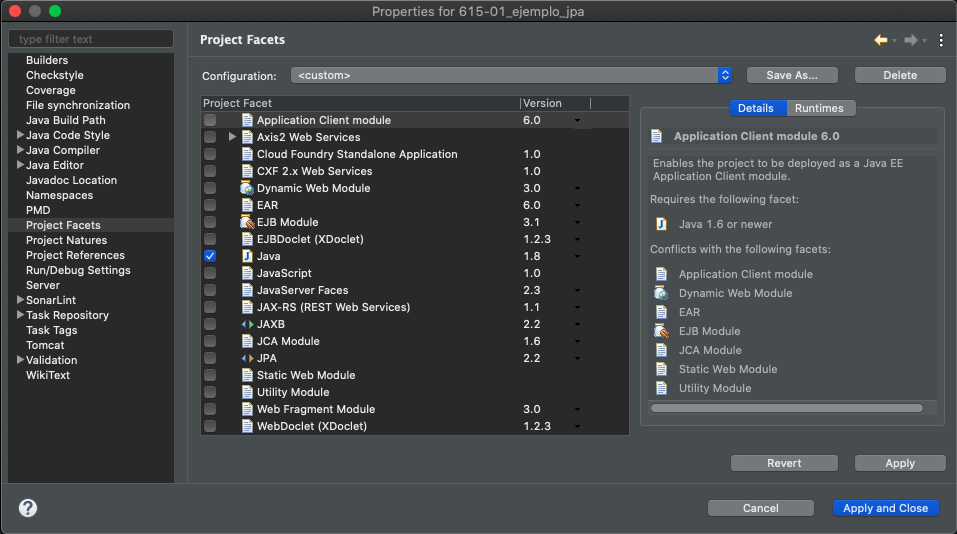 Properties for 615-01_ejemplo_jpa
type filter text
Builders
Checkstyle
Coverage
File synchronization
Java Build Path
Java Code Style
Java Compiler
Java Editor
Javadoc Location
Namespaces
PMD
Project Facets
Project Natures
Project References
Run/Debug Settings
Server
SonarLint
Task Repository
Task Tags
Tomcat
Validation
WikiText
Project Facets
Configuration: <custom> Save As... Delete
Project Facet Version
Application Client module 6.0
Axis2 Web Services
Cloud Foundry Standalone Application 1.0
CXF 2.x Web Services 1.0
Dynamic Web Module 3.0
EAR 6.0
EJB Module 3.1
EJBDoclet (XDoclet) 1.2.3
Java 1.8
JavaScript 1.0
JavaServer Faces 2.3
JAX-RS (REST Web Services) 1.1
JAXB 2.2
JCA Module 1.6
JPA 2.2
Static Web Module
Utility Module
Web Fragment Module 3.0
WebDoclet (XDoclet) 1.2.3
Details Runtimes
Application Client module 6.0
Enables the project to be deployed as a Java EE
Application Client module.
Requires the following facet:
Java 1.6 or newer
Conflicts with the following facets:
Application Client module
Dynamic Web Module
EAR
EJB Module
JCA Module
Static Web Module
Utility Module
Revert Apply
? Cancel Apply and Close